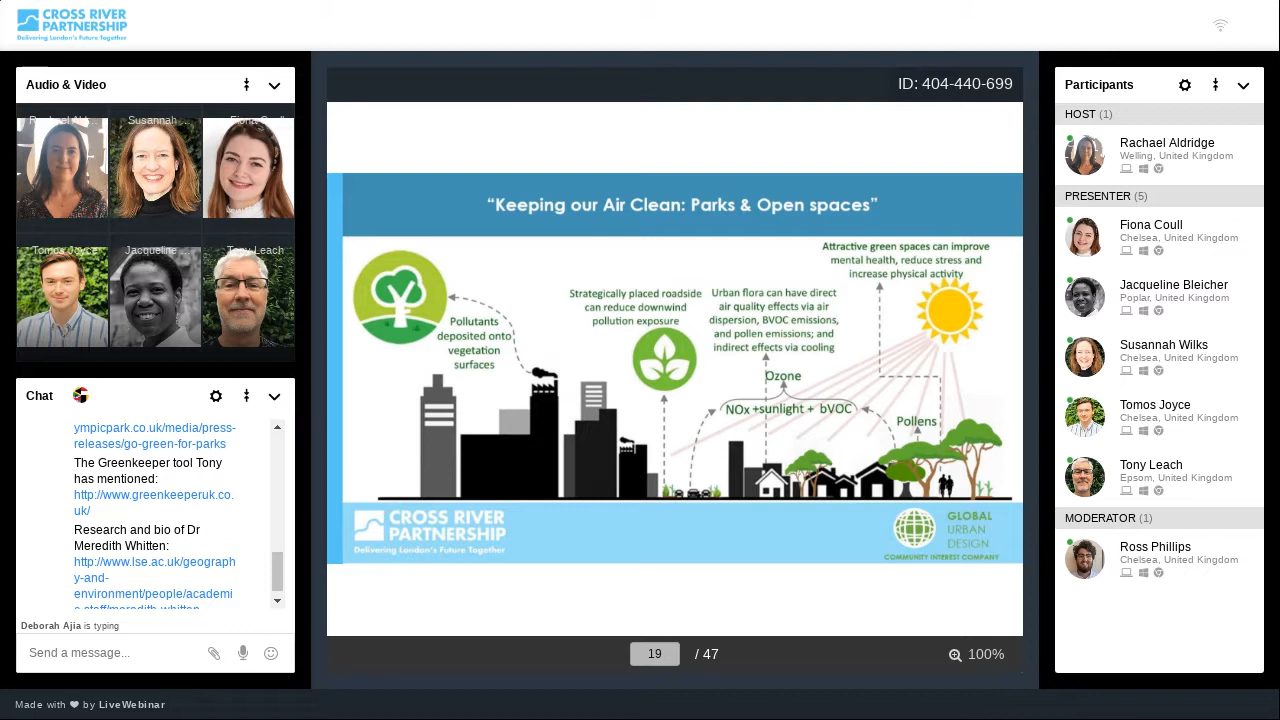 CROSS RIVER
PARTNERSHIP
Delivering London's Future Together
Audio & Video
Susannah ...
Fiona Coull
Tomos Joyce
Jacqueline ...
Tony Leach
Chat
ympicpark.co.uk/media/press-
releases/go-green-for-parks
The Greenkeeper tool Tony
has mentioned:
http://www.greenkeeperuk.co.
uk/
Research and bio of Dr
Meredith Whitten:
http://www.lse.ac.uk/geograph
y-and-
environment/people/academi
c-staff/meredith-whitten
Deborah Ajia is typing
Send a message...
ID: 404-440-699
“Keeping our Air Clean: Parks & Open spaces”
Pollutants
deposited onto
vegetation
surfaces
Strategically placed roadside
can reduce downwind
pollution exposure
Urban flora can have direct
air quality effects via air
dispersion, BVOC emissions,
and pollen emissions; and
indirect effects via cooling
Attractive green spaces can improve
mental health, reduce stress and
increase physical activity
Ozone
NOx +sunlight + bVOC
Pollens
CROSS RIVER
PARTNERSHIP
Delivering London's Future Together
GLOBAL
URBAN
DESIGN
COMMUNITY INTEREST COMPANY
19 / 47
100%
Participants
HOST (1)
Rachael Aldridge
Welling, United Kingdom
PRESENTER (5)
Fiona Coull
Chelsea, United Kingdom
Jacqueline Bleicher
Poplar, United Kingdom
Susannah Wilks
Chelsea, United Kingdom
Tomos Joyce
Chelsea, United Kingdom
Tony Leach
Epsom, United Kingdom
MODERATOR (1)
Ross Phillips
Chelsea, United Kingdom
Made with ❤ by LiveWebinar